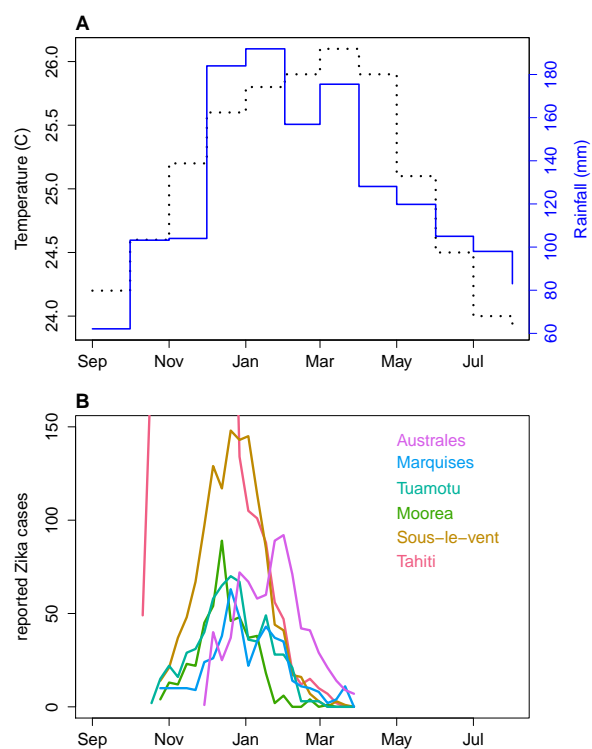 A
Temperature (C)
26.0
25.5
25.0
24.5
24.0
180
160
140
120
100
80
60
Rainfall (mm)
Sep Nov Jan Mar May Jul
B
reported Zika cases
150
100
50
0
Australes
Marquises
Tuamotu
Moorea
Sous−le−vent
Tahiti
Sep Nov Jan Mar May Jul